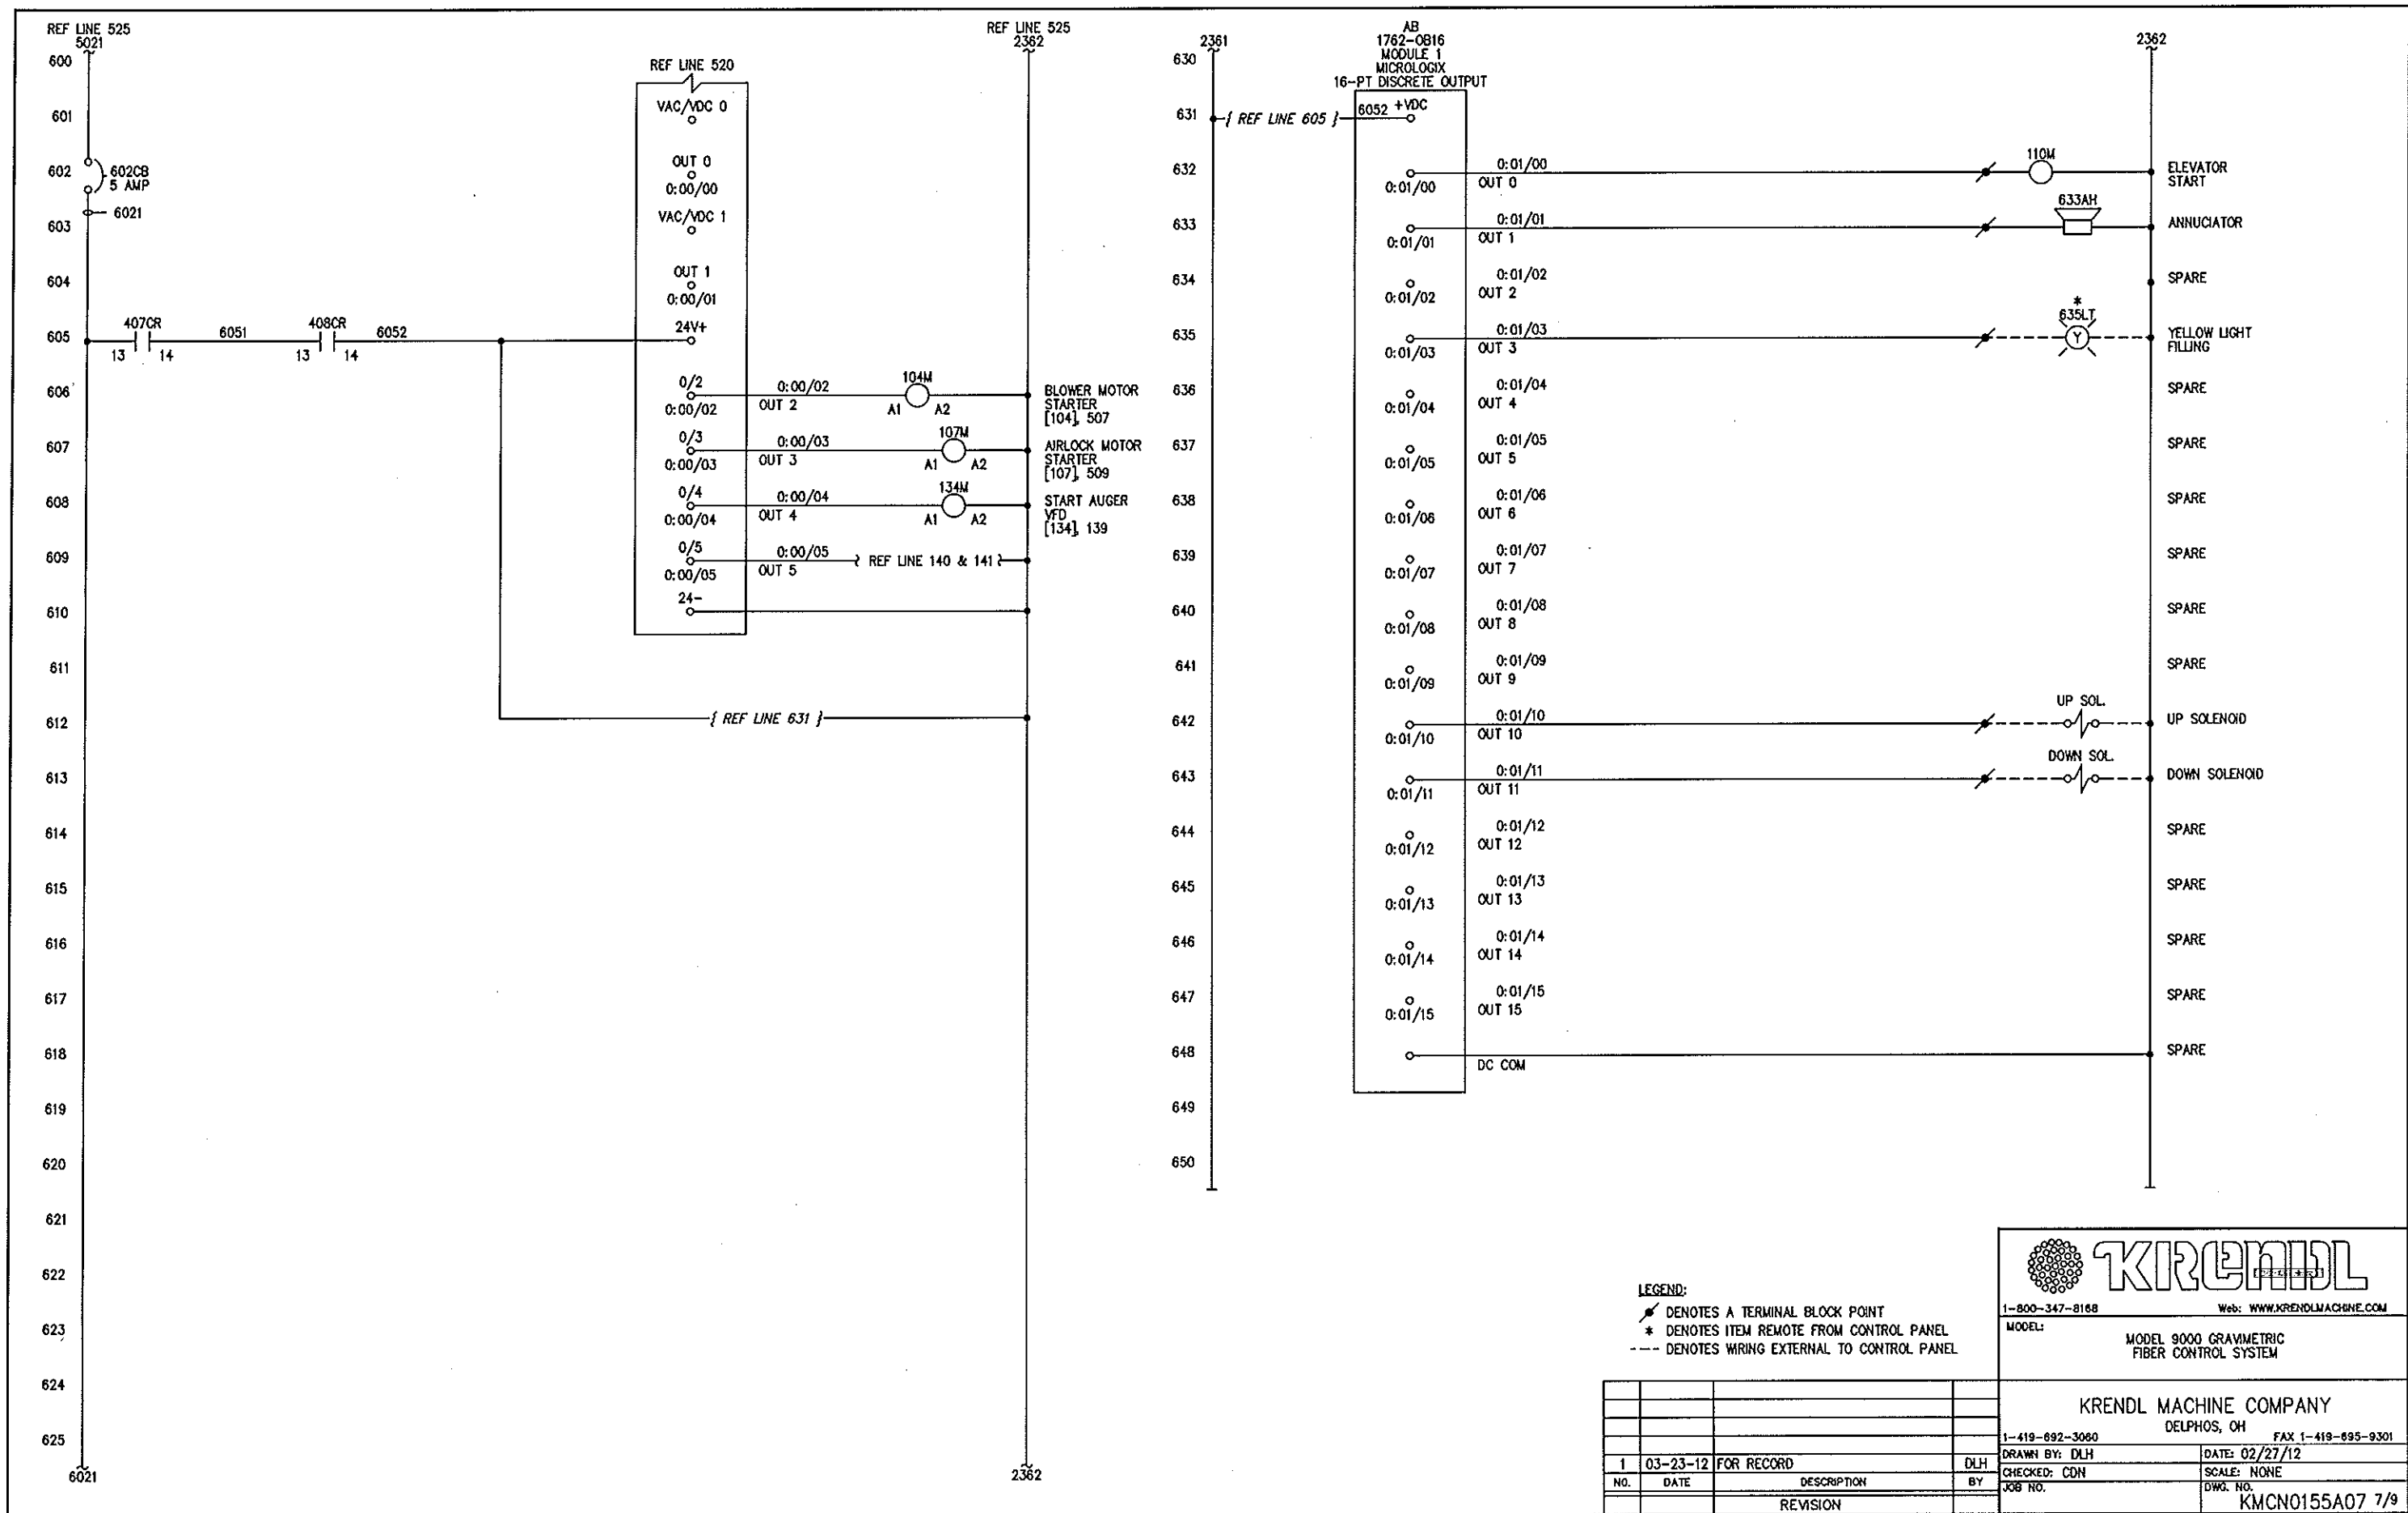 REF LINE 525
5021
600
601
602
602CB
5 AMP
6021
603
604
605
407CR
13 14
6051
408CR
13 14
6052
606
607
608
609
610
611
612
613
614
615
616
617
618
619
620
621
622
623
624
625
6021
REF LINE 520
VAC/VDC 0
OUT 0
0:00/00
VAC/VDC 1
OUT 1
0:00/01
24V+
0/2
0:00/02
0:00/02
OUT 2
104M
A1 A2
BLOWER MOTOR
STARTER
[104], 507
0/3
0:00/03
0:00/03
OUT 3
107M
A1 A2
AIRLOCK MOTOR
STARTER
[107], 509
0/4
0:00/04
0:00/04
OUT 4
134M
A1 A2
START AUGER
VFD
[134], 139
0/5
0:00/05
0:00/05
OUT 5
REF LINE 140 & 141
24-
{ REF LINE 631 }
REF LINE 525
2362
2362
2361
630
AB
1762-OB16
MODULE 1
MICROLOGIX
16-PT DISCRETE OUTPUT
2362
631
{ REF LINE 605 }
6052
+VDC
632
0:01/00
0:01/00
OUT 0
110M
ELEVATOR
START
633
0:01/01
0:01/01
OUT 1
633AH
ANNUCIATOR
634
0:01/02
0:01/02
OUT 2
SPARE
635
0:01/03
0:01/03
OUT 3
*
635LT
Y
YELLOW LIGHT
FILLING
636
0:01/04
0:01/04
OUT 4
SPARE
637
0:01/05
0:01/05
OUT 5
SPARE
638
0:01/06
0:01/06
OUT 6
SPARE
639
0:01/07
0:01/07
OUT 7
SPARE
640
0:01/08
0:01/08
OUT 8
SPARE
641
0:01/09
0:01/09
OUT 9
SPARE
642
0:01/10
0:01/10
OUT 10
UP SOL.
UP SOLENOID
643
0:01/11
0:01/11
OUT 11
DOWN SOL.
DOWN SOLENOID
644
0:01/12
0:01/12
OUT 12
SPARE
645
0:01/13
0:01/13
OUT 13
SPARE
646
0:01/14
0:01/14
OUT 14
SPARE
647
0:01/15
0:01/15
OUT 15
SPARE
648
DC COM
SPARE
649
650
LEGEND:
DENOTES A TERMINAL BLOCK POINT
* DENOTES ITEM REMOTE FROM CONTROL PANEL
---- DENOTES WIRING EXTERNAL TO CONTROL PANEL
KRENDL
1-800-347-8168 Web: WWW.KRENDLMACHINE.COM
MODEL:
MODEL 9000 GRAVIMETRIC
FIBER CONTROL SYSTEM
KRENDL MACHINE COMPANY
DELPHOS, OH
1-419-692-3060 FAX 1-419-695-9301
DRAWN BY: DLH DATE: 02/27/12
CHECKED: CDN SCALE: NONE
JOB NO. DWG. NO.
KMCN0155A07 7/9
1 03-23-12 FOR RECORD DLH
NO. DATE DESCRIPTION BY
REVISION